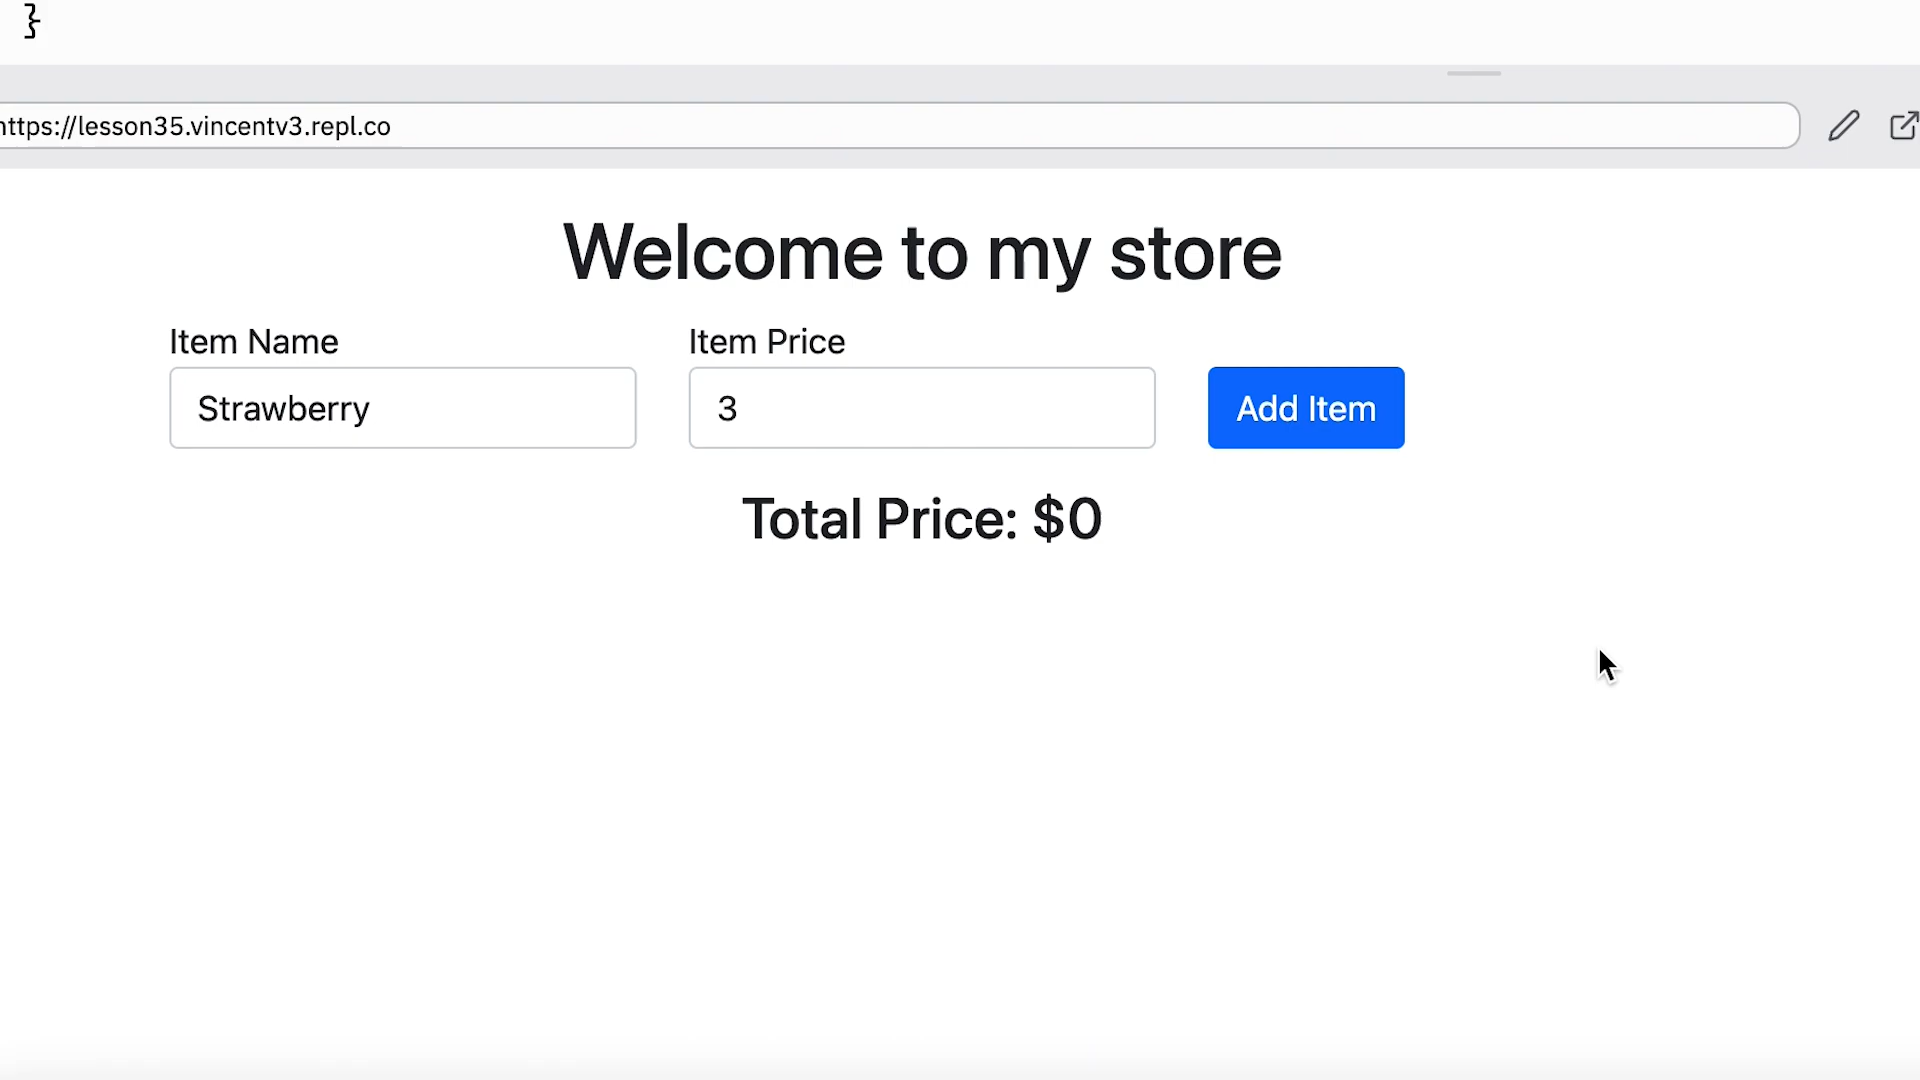 }
https://lesson35.vincentv3.repl.co
Welcome to my store
Item Name
Item Price
Strawberry
3
Add Item
Total Price: $0